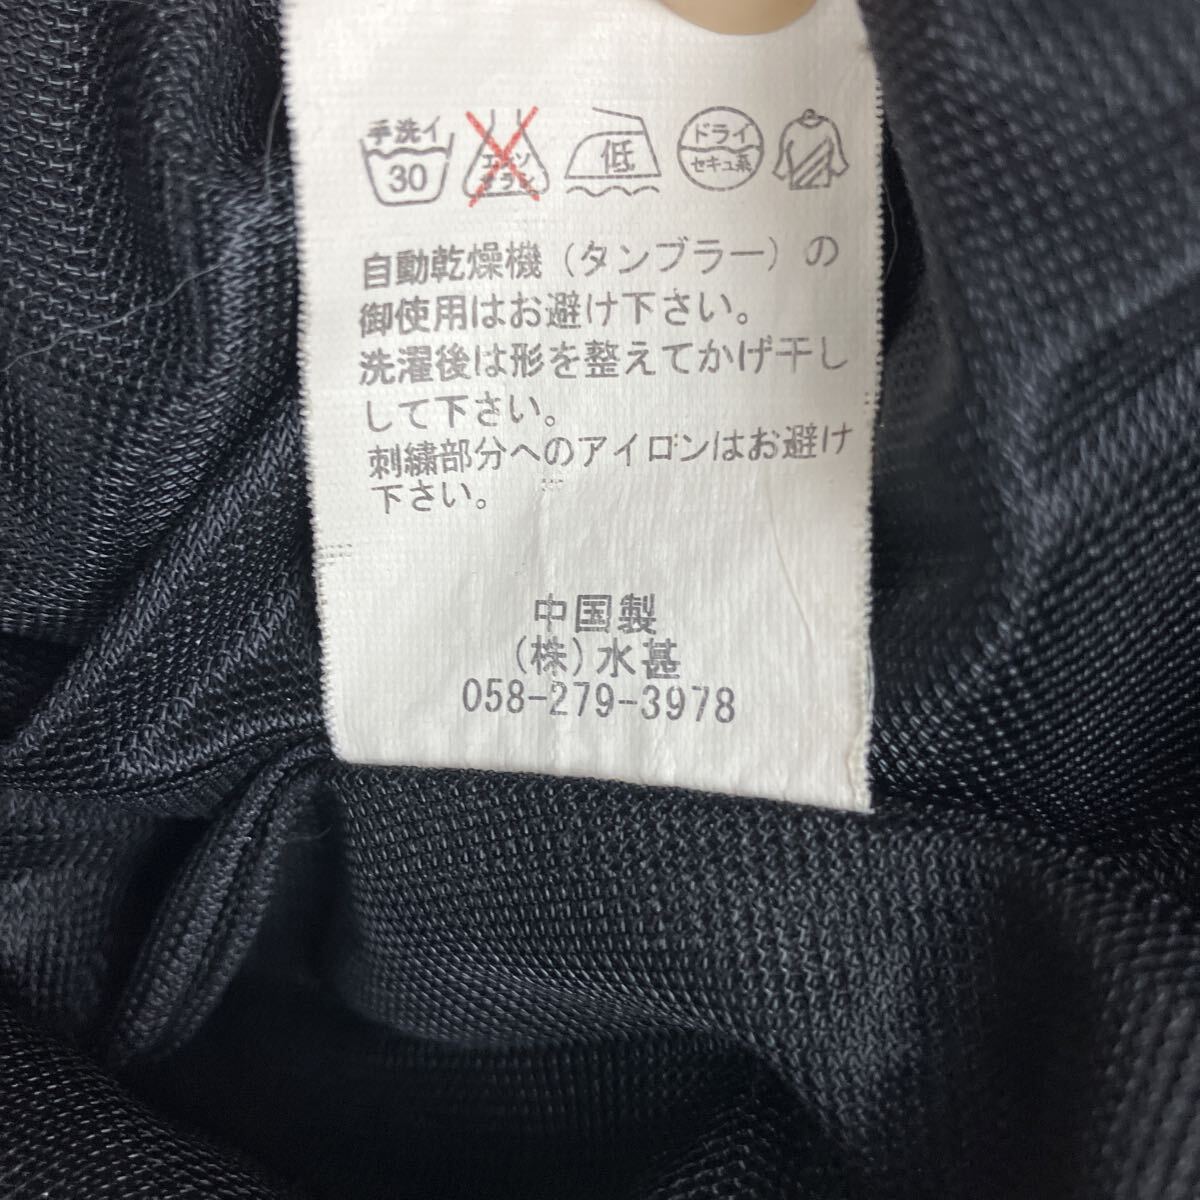 手洗イ 30 エンソ サラシ 低 ドライ セキュ系
自動乾燥機(タンブラー)の
御使用はお避け下さい。
洗濯後は形を整えてかげ干し
して下さい。
刺繍部分へのアイロンはお避け
下さい。
中国製
(株)水甚
058-279-3978